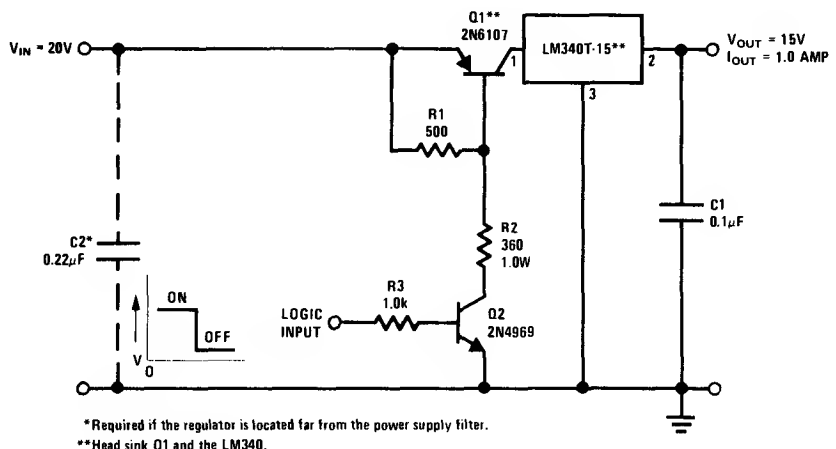 Q1**
2N6107
V_IN = 20V
LM340T-15**
1
2
3
V_OUT = 15V
I_OUT = 1.0 AMP
R1
500
C2*
0.22μF
R2
360
1.0W
C1
0.1μF
ON
OFF
V
0
R3
1.0k
LOGIC
INPUT
Q2
2N4969
*Required if the regulator is located far from the power supply filter.
**Head sink Q1 and the LM340.